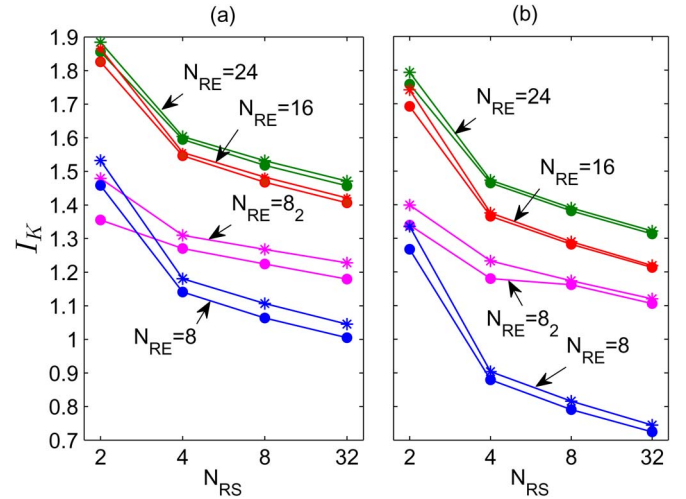 (a) (b)
I_K
1.9
1.8
1.7
1.6
1.5
1.4
1.3
1.2
1.1
1
0.9
0.8
0.7
N_RE=24
N_RE=16
N_RE=8_2
N_RE=8
2 4 8 32
N_RS
N_RE=24
N_RE=16
N_RE=8_2
N_RE=8
2 4 8 32
N_RS